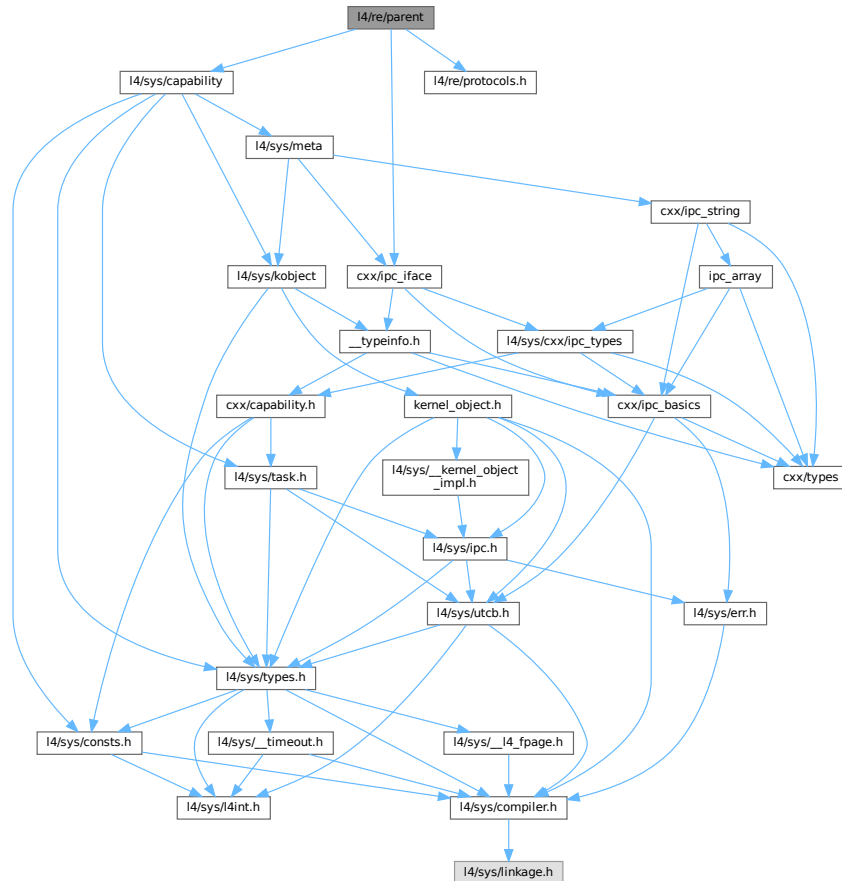 l4/re/parent
l4/sys/capability
l4/re/protocols.h
l4/sys/meta
cxx/ipc_string
l4/sys/kobject
cxx/ipc_iface
ipc_array
__typeinfo.h
l4/sys/cxx/ipc_types
cxx/capability.h
kernel_object.h
cxx/ipc_basics
l4/sys/task.h
l4/sys/__kernel_object
_impl.h
cxx/types
l4/sys/ipc.h
l4/sys/utcb.h
l4/sys/err.h
l4/sys/types.h
l4/sys/consts.h
l4/sys/__timeout.h
l4/sys/__l4_fpage.h
l4/sys/l4int.h
l4/sys/compiler.h
l4/sys/linkage.h